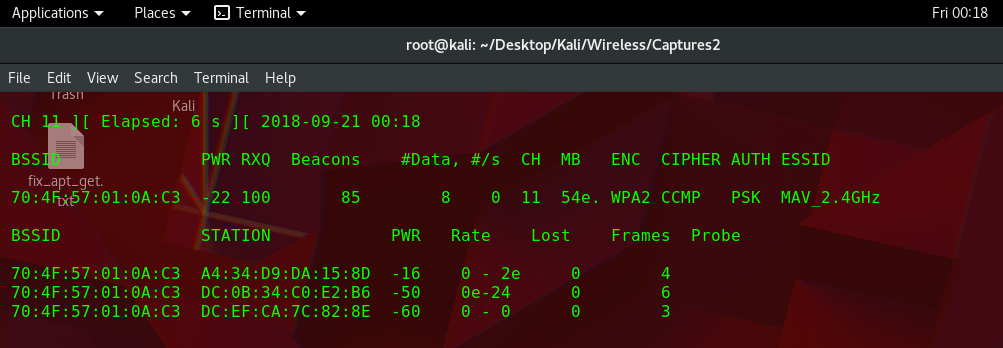 Applications Places Terminal Fri 00:18
root@kali: ~/Desktop/Kali/Wireless/Captures2
File Edit View Search Terminal Help
Trash
Kali
CH 11 ][ Elapsed: 6 s ][ 2018-09-21 00:18
BSSID PWR RXQ Beacons #Data, #/s CH MB ENC CIPHER AUTH ESSID
fix_apt_get.
txt
70:4F:57:01:0A:C3 -22 100 85 8 0 11 54e. WPA2 CCMP PSK MAV_2.4GHz
BSSID STATION PWR Rate Lost Frames Probe
70:4F:57:01:0A:C3 A4:34:D9:DA:15:8D -16 0 - 2e 0 4
70:4F:57:01:0A:C3 DC:0B:34:C0:E2:B6 -50 0e-24 0 6
70:4F:57:01:0A:C3 DC:EF:CA:7C:82:8E -60 0 - 0 0 3